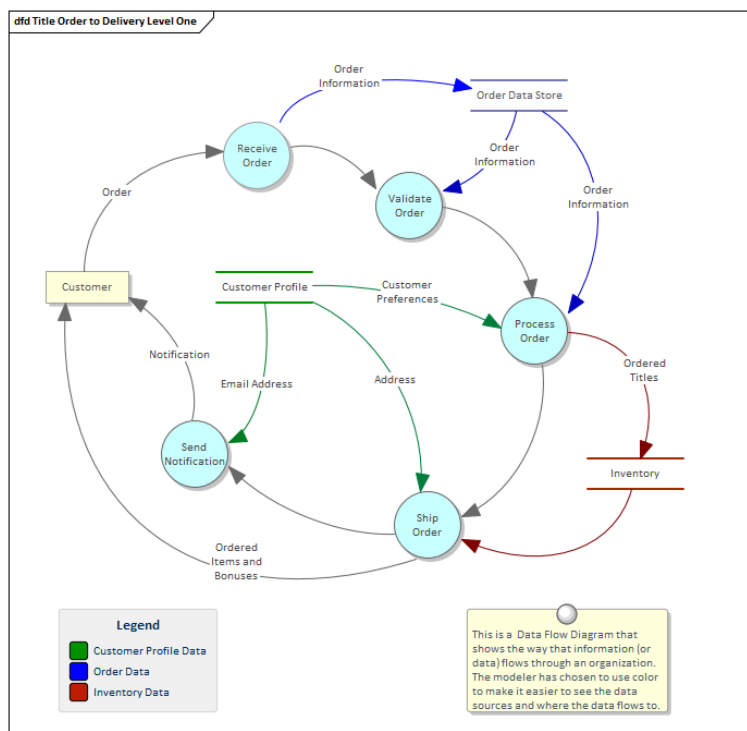 dfd Title Order to Delivery Level One
Order
Information
Order Data Store
Receive
Order
Order
Information
Order
Validate
Order
Order
Information
Customer
Customer Profile
Customer
Preferences
Process
Order
Notification
Ordered
Titles
Email Address
Address
Send
Notification
Inventory
Ship
Order
Ordered
Items and
Bonuses
Legend
Customer Profile Data
Order Data
Inventory Data
This is a Data Flow Diagram that
shows the way that information (or
data) flows through an organization.
The modeler has chosen to use color
to make it easier to see the data
sources and where the data flows to.